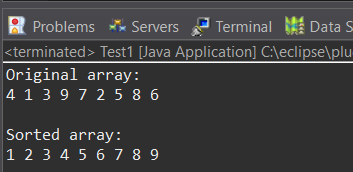 Problems Servers Terminal Data S
<terminated> Test1 [Java Application] C:\eclipse\plu
Original array:
4 1 3 9 7 2 5 8 6
Sorted array:
1 2 3 4 5 6 7 8 9